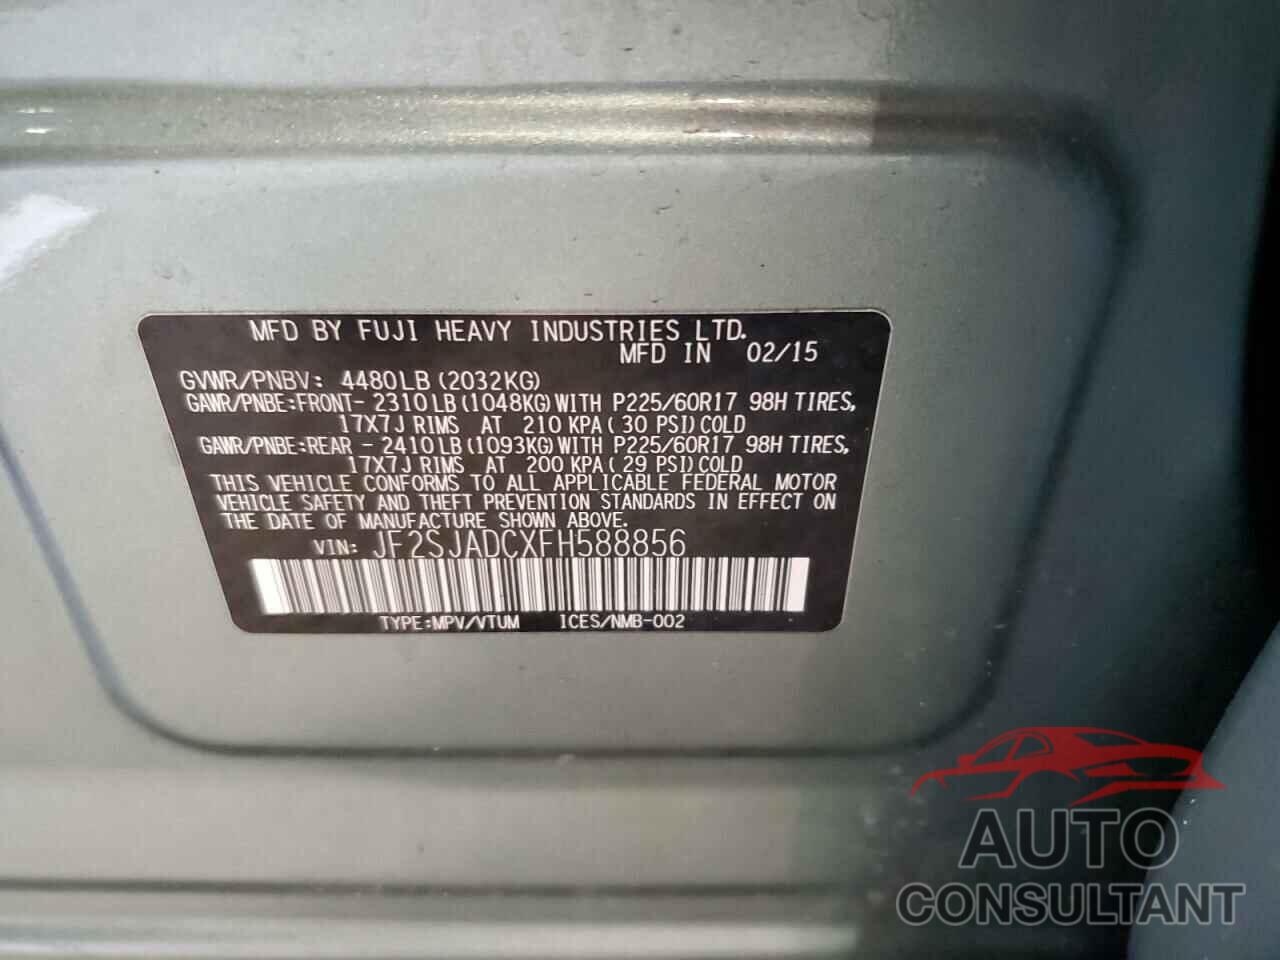 MFD BY FUJI HEAVY INDUSTRIES LTD.
MFD IN 02/15
GVWR/PNBV: 4480LB (2032KG)
GAWR/PNBE:FRONT- 2310LB (1048KG)WITH P225/60R17 98H TIRES,
17X7J RIMS AT 210 KPA( 30 PSI)COLD
GAWR/PNBE:REAR - 2410LB (1093KG)WITH P225/60R17 98H TIRES,
17X7J RIMS AT 200 KPA( 29 PSI)COLD
THIS VEHICLE CONFORMS TO ALL APPLICABLE FEDERAL MOTOR
VEHICLE SAFETY AND THEFT PREVENTION STANDARDS IN EFFECT ON
THE DATE OF MANUFACTURE SHOWN ABOVE.
VIN: JF2SJADCXFH588856
TYPE:MPV/VTUM ICES/NMB-002
AUTO
CONSULTANT